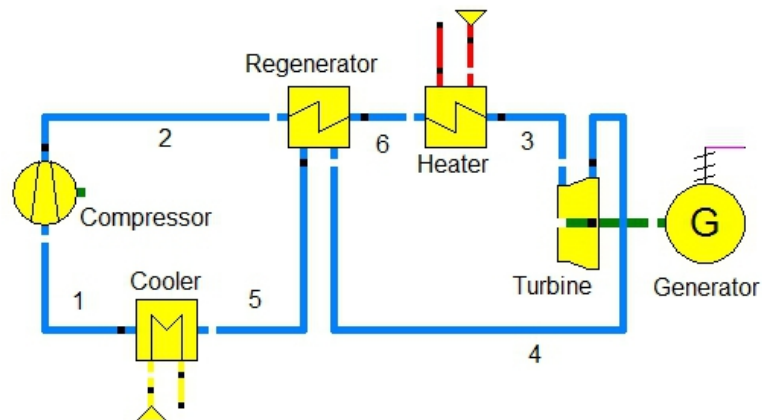 Regenerator
2
6
3
Heater
Compressor
G
Cooler
1
5
Turbine
Generator
4